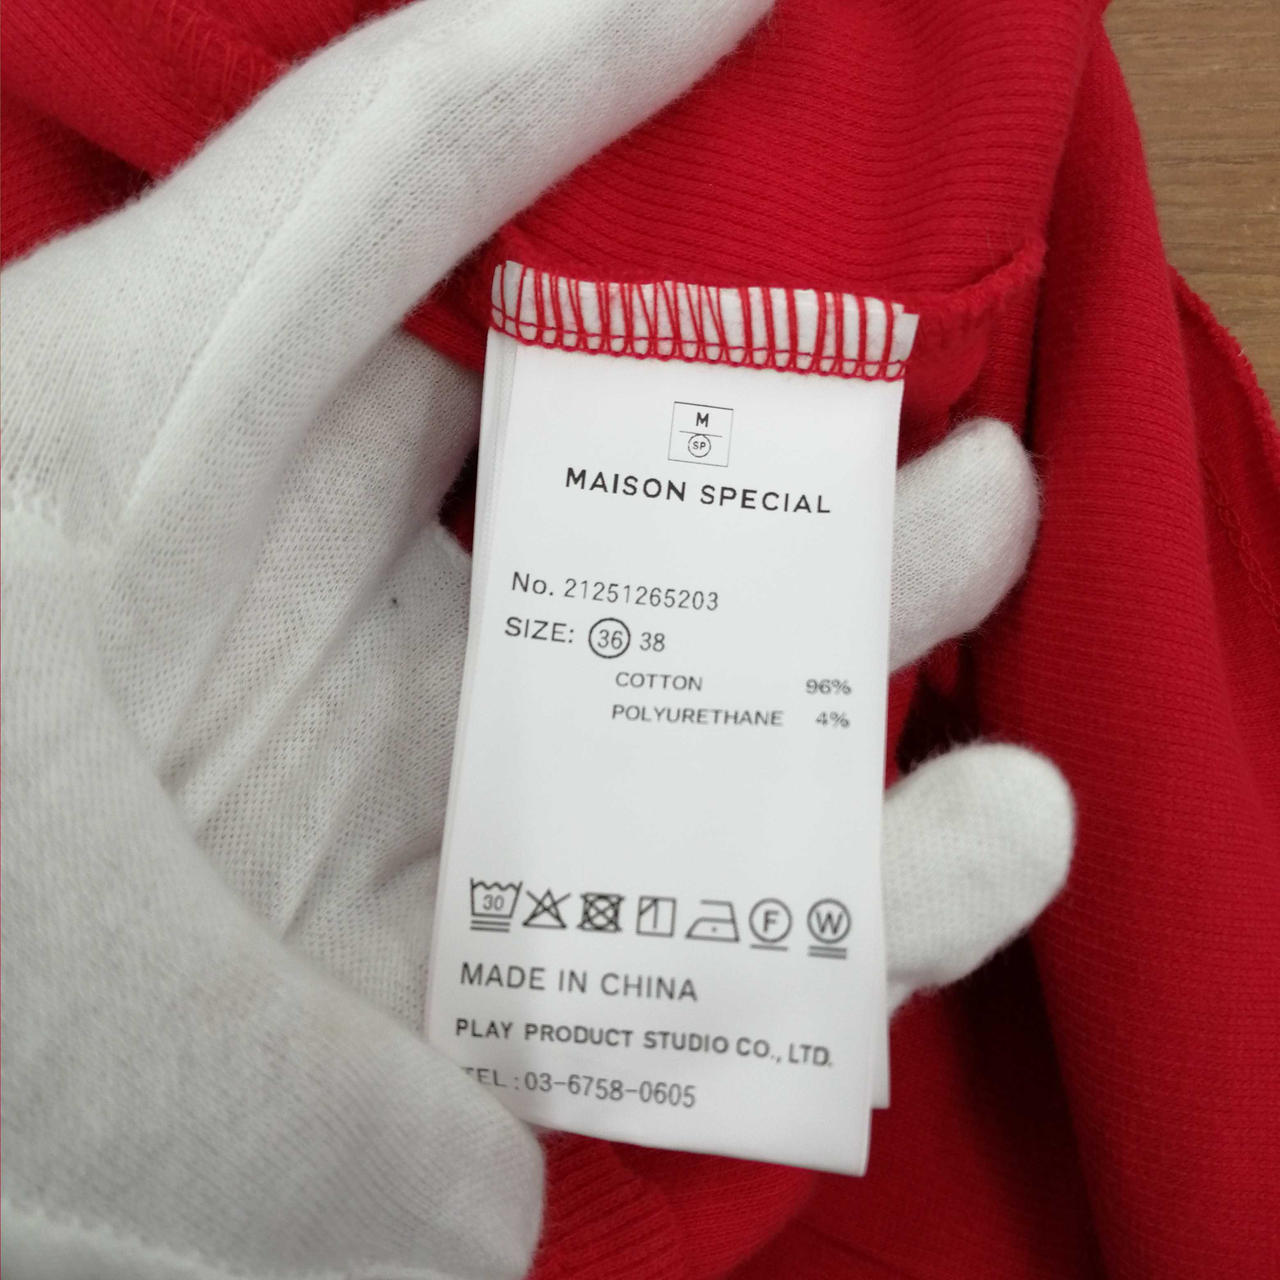 M
SP
MAISON SPECIAL
No. 21251265203
SIZE: 36 38
COTTON 96%
POLYURETHANE 4%
30
F
W
MADE IN CHINA
PLAY PRODUCT STUDIO CO., LTD.
TEL : 03-6758-0605